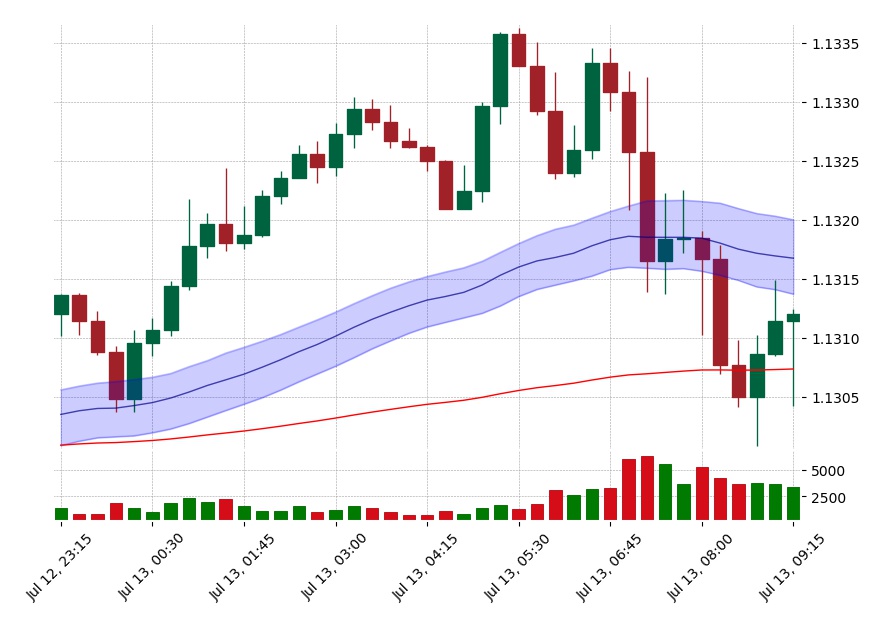 1.1335
1.1330
1.1325
1.1320
1.1315
1.1310
1.1305
5000
2500
Jul 12, 23:15
Jul 13, 00:30
Jul 13, 01:45
Jul 13, 03:00
Jul 13, 04:15
Jul 13, 05:30
Jul 13, 06:45
Jul 13, 08:00
Jul 13, 09:15